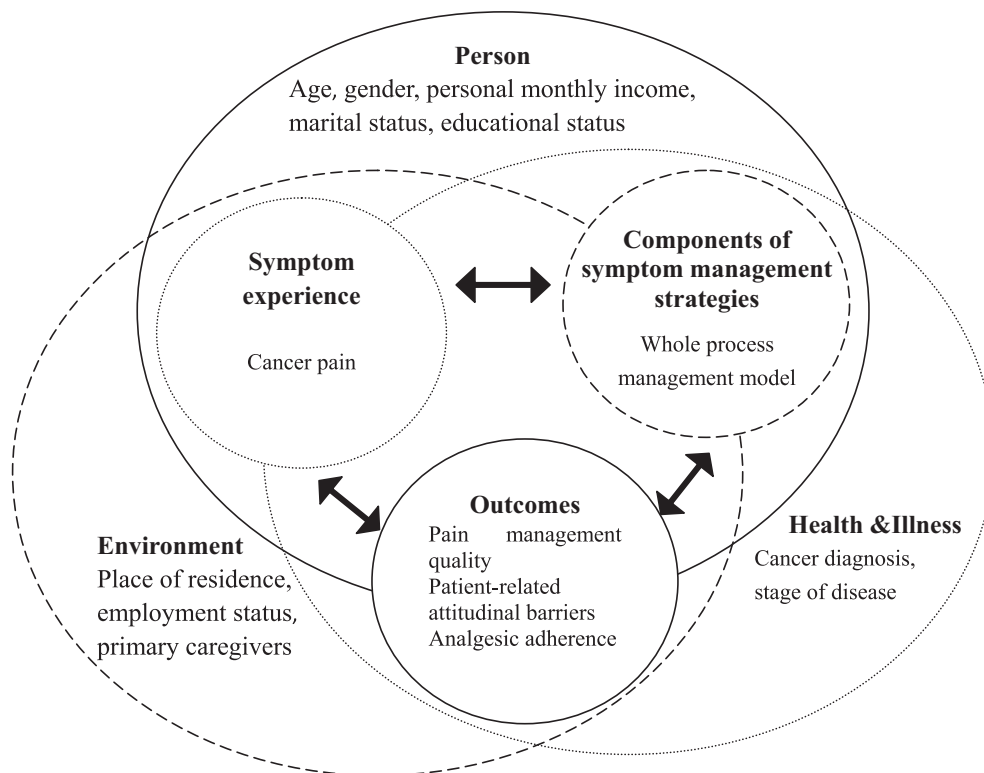 Person
Age, gender, personal monthly income,
marital status, educational status
Symptom
experience
Cancer pain
Components of
symptom management
strategies
Whole process
management model
Outcomes
Pain management
quality
Patient-related
attitudinal barriers
Analgesic adherence
Environment
Place of residence,
employment status,
primary caregivers
Health &Illness
Cancer diagnosis,
stage of disease